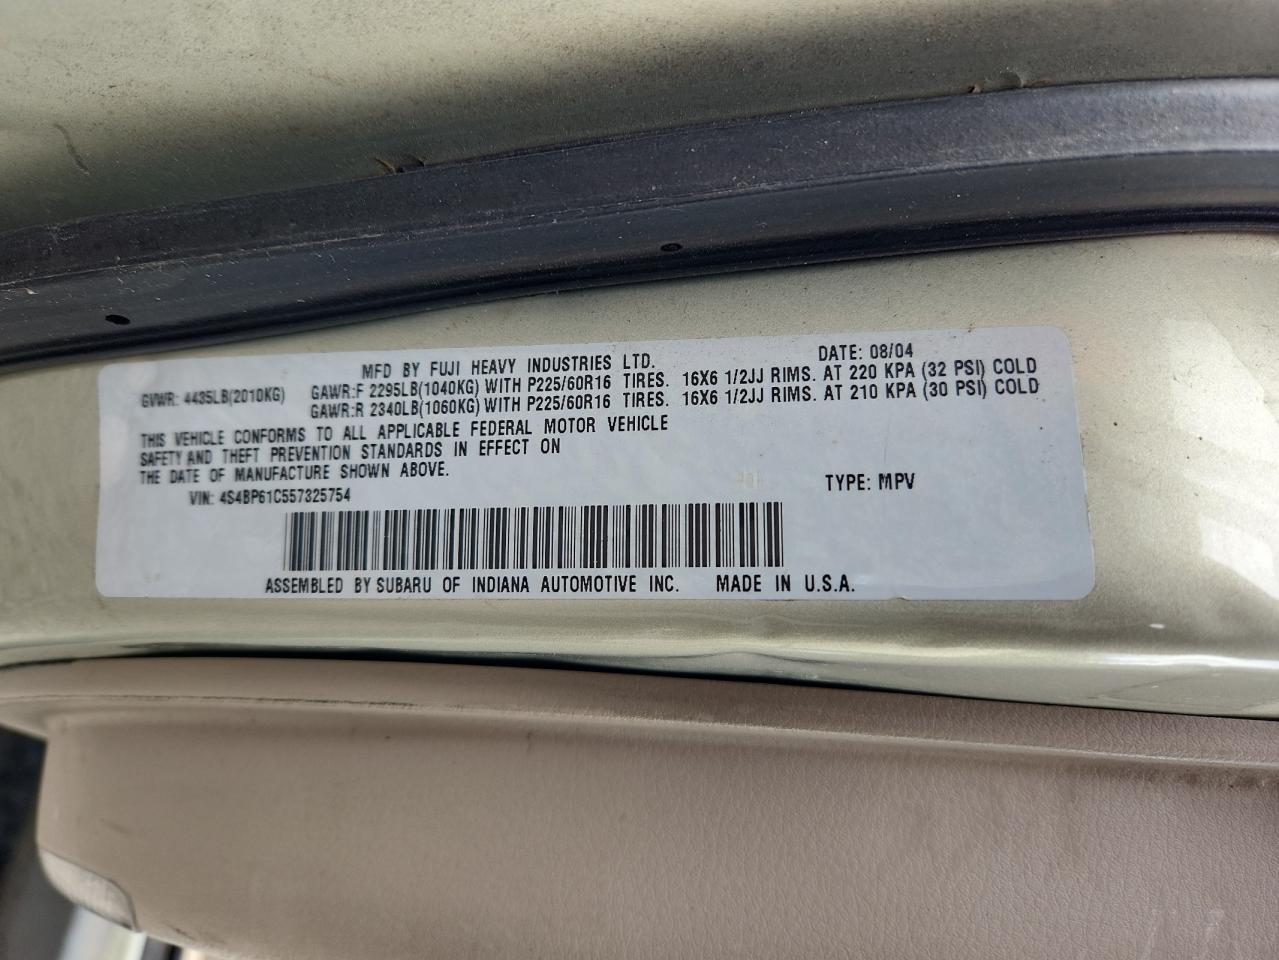 MFD BY FUJI HEAVY INDUSTRIES LTD. DATE: 08/04
GVWR: 4435LB(2010KG) GAWR:F 2295LB(1040KG) WITH P225/60R16 TIRES. 16X6 1/2JJ RIMS. AT 220 KPA (32 PSI) COLD
GAWR:R 2340LB(1060KG) WITH P225/60R16 TIRES. 16X6 1/2JJ RIMS. AT 210 KPA (30 PSI) COLD
THIS VEHICLE CONFORMS TO ALL APPLICABLE FEDERAL MOTOR VEHICLE
SAFETY AND THEFT PREVENTION STANDARDS IN EFFECT ON
THE DATE OF MANUFACTURE SHOWN ABOVE.
VIN: 4S4BP61C557325754 TYPE: MPV
ASSEMBLED BY SUBARU OF INDIANA AUTOMOTIVE INC. MADE IN U.S.A.